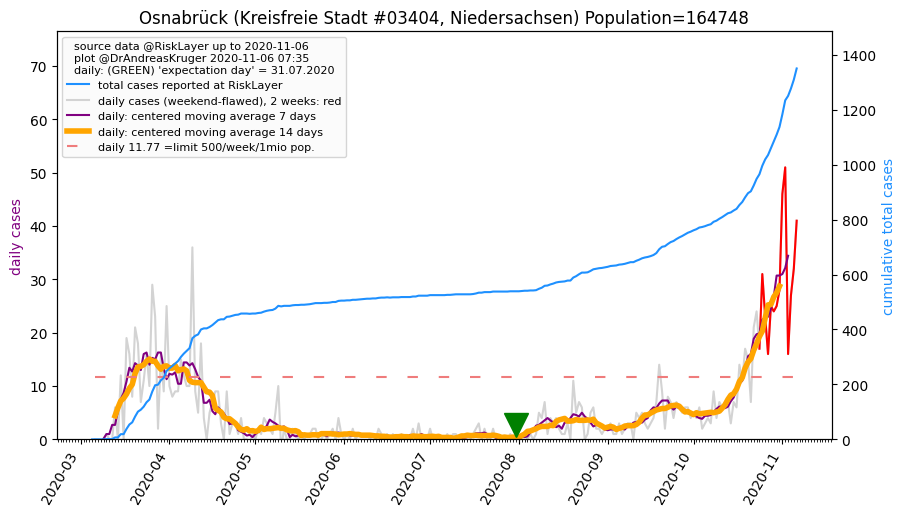 Osnabrück (Kreisfreie Stadt #03404, Niedersachsen) Population=164748
source data @RiskLayer up to 2020-11-06
plot @DrAndreasKruger 2020-11-06 07:35
daily: (GREEN) 'expectation day' = 31.07.2020
total cases reported at RiskLayer
daily cases (weekend-flawed), 2 weeks: red
daily: centered moving average 7 days
daily: centered moving average 14 days
daily 11.77 =limit 500/week/1mio pop.
daily cases
70
60
50
40
30
20
10
0
cumulative total cases
1400
1200
1000
800
600
400
200
0
2020-03
2020-04
2020-05
2020-06
2020-07
2020-08
2020-09
2020-10
2020-11